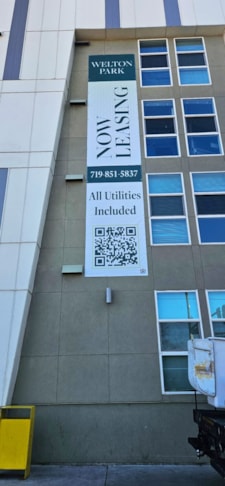 WELTON
PARK
NOW
LEASING
719-851-5837
All Utilities
Included